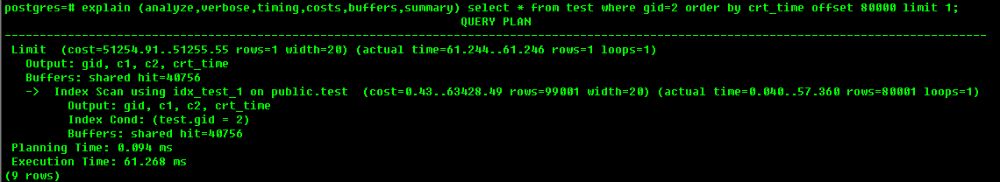 postgres=# explain (analyze,verbose,timing,costs,buffers,summary) select * from test where gid=2 order by crt_time offset 80000 limit 1;
QUERY PLAN
--------------------------------------------------------------------------------------------------------------------------------------------
Limit  (cost=51254.91..51255.55 rows=1 width=20) (actual time=61.244..61.246 rows=1 loops=1)
  Output: gid, c1, c2, crt_time
  Buffers: shared hit=40756
  ->  Index Scan using idx_test_1 on public.test  (cost=0.43..63428.49 rows=99001 width=20) (actual time=0.040..57.360 rows=80001 loops=1)
        Output: gid, c1, c2, crt_time
        Index Cond: (test.gid = 2)
        Buffers: shared hit=40756
Planning Time: 0.094 ms
Execution Time: 61.268 ms
(9 rows)